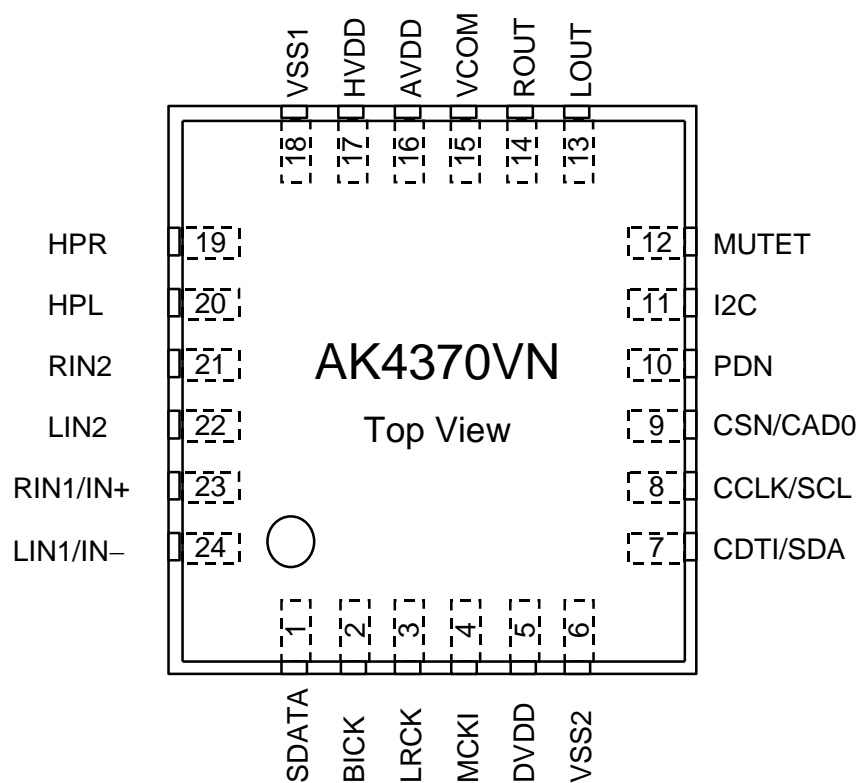 VSS1 HVDD AVDD VCOM ROUT LOUT
18 17 16 15 14 13
HPR 19 12 MUTET
HPL 20 11 I2C
RIN2 21 10 PDN
LIN2 22 9 CSN/CAD0
RIN1/IN+ 23 8 CCLK/SCL
LIN1/IN− 24 7 CDTI/SDA
AK4370VN
Top View
1 2 3 4 5 6
SDATA BICK LRCK MCKI DVDD VSS2